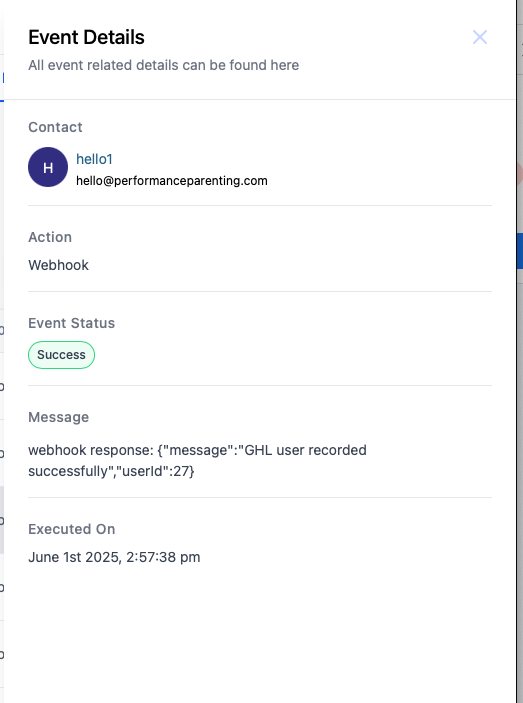 Event Details
All event related details can be found here
Contact
H
hello1
hello@performanceparenting.com
Action
Webhook
Event Status
Success
Message
webhook response: {"message":"GHL user recorded
successfully","userId":27}
Executed On
June 1st 2025, 2:57:38 pm